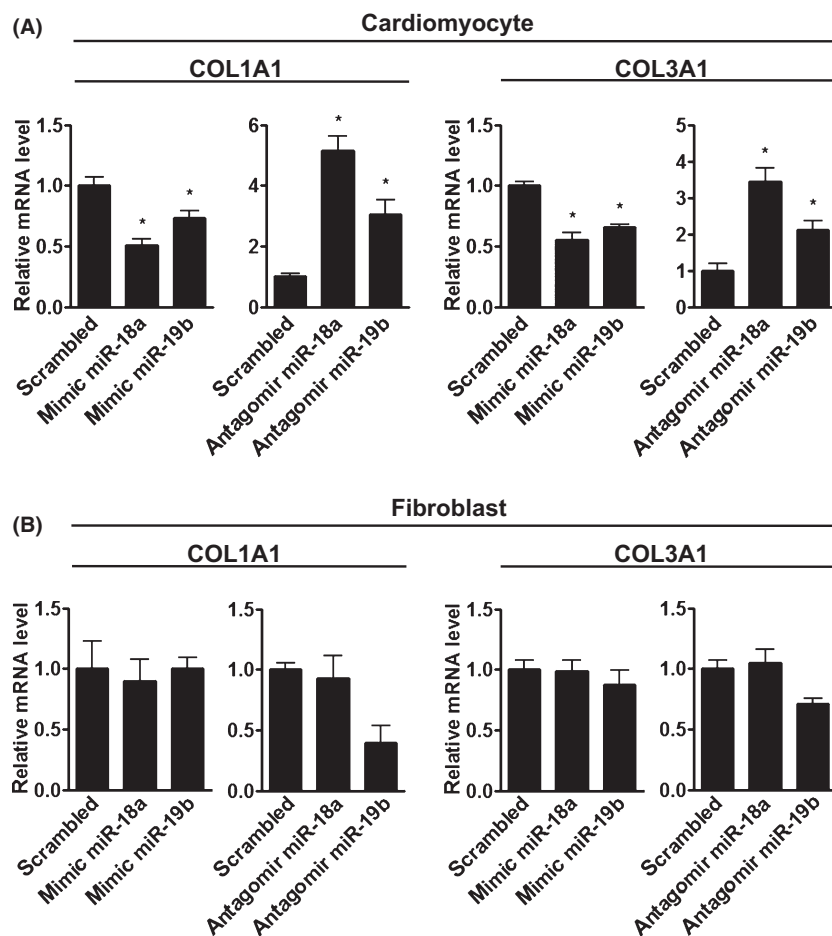 (A)
Cardiomyocyte
COL1A1
COL3A1
Relative mRNA level
1.5
1.0
0.5
0.0
*
*
Scrambled
Mimic miR-18a
Mimic miR-19b
6
4
2
0
*
*
Scrambled
Antagomir miR-18a
Antagomir miR-19b
Relative mRNA level
1.5
1.0
0.5
0.0
*
*
Scrambled
Mimic miR-18a
Mimic miR-19b
5
4
3
2
1
0
*
*
Scrambled
Antagomir miR-18a
Antagomir miR-19b
(B)
Fibroblast
COL1A1
COL3A1
Relative mRNA level
1.5
1.0
0.5
0.0
Scrambled
Mimic miR-18a
Mimic miR-19b
1.5
1.0
0.5
0.0
Scrambled
Antagomir miR-18a
Antagomir miR-19b
Relative mRNA level
1.5
1.0
0.5
0.0
Scrambled
Mimic miR-18a
Mimic miR-19b
1.5
1.0
0.5
0.0
Scrambled
Antagomir miR-18a
Antagomir miR-19b